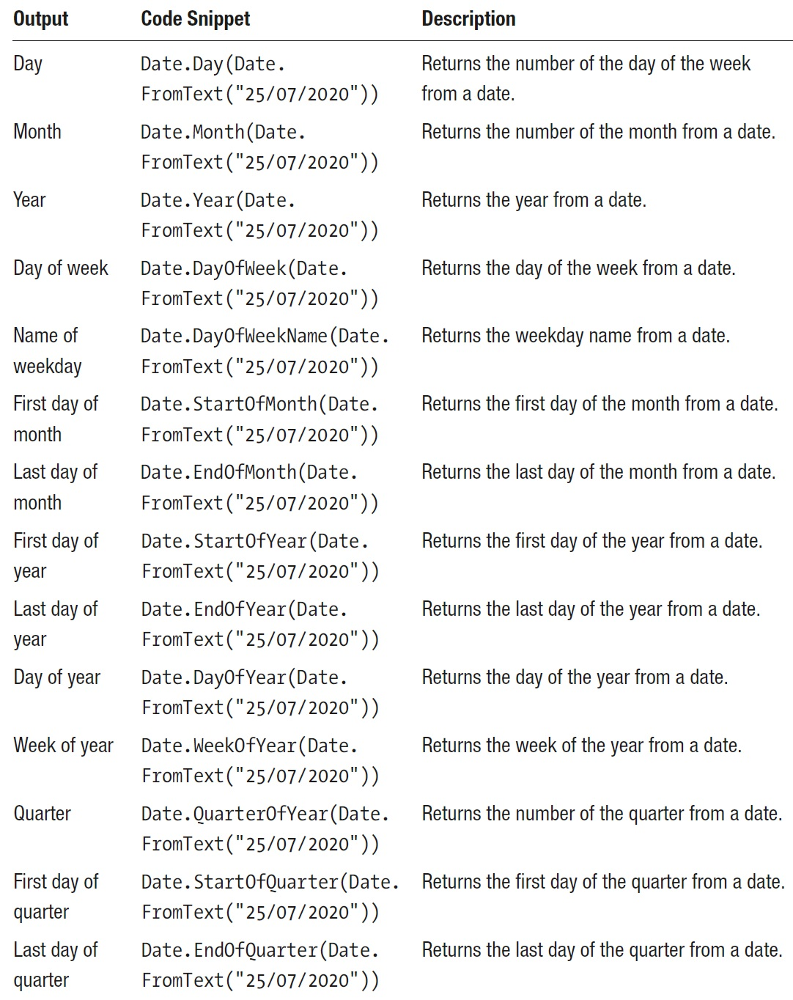 Output Code Snippet Description
Day Date.Day(Date. Returns the number of the day of the week
FromText("25/07/2020")) from a date.
Month Date.Month(Date. Returns the number of the month from a date.
FromText("25/07/2020"))
Year Date.Year(Date. Returns the year from a date.
FromText("25/07/2020"))
Day of week Date.DayOfWeek(Date. Returns the day of the week from a date.
FromText("25/07/2020"))
Name of Date.DayOfWeekName(Date. Returns the weekday name from a date.
weekday FromText("25/07/2020"))
First day of Date.StartOfMonth(Date. Returns the first day of the month from a date.
month FromText("25/07/2020"))
Last day of Date.EndOfMonth(Date. Returns the last day of the month from a date.
month FromText("25/07/2020"))
First day of Date.StartOfYear(Date. Returns the first day of the year from a date.
year FromText("25/07/2020"))
Last day of Date.EndOfYear(Date. Returns the last day of the year from a date.
year FromText("25/07/2020"))
Day of year Date.DayOfYear(Date. Returns the day of the year from a date.
FromText("25/07/2020"))
Week of year Date.WeekOfYear(Date. Returns the week of the year from a date.
FromText("25/07/2020"))
Quarter Date.QuarterOfYear(Date. Returns the number of the quarter from a date.
FromText("25/07/2020"))
First day of Date.StartOfQuarter(Date. Returns the first day of the quarter from a date.
quarter FromText("25/07/2020"))
Last day of Date.EndOfQuarter(Date. Returns the last day of the quarter from a date.
quarter FromText("25/07/2020"))